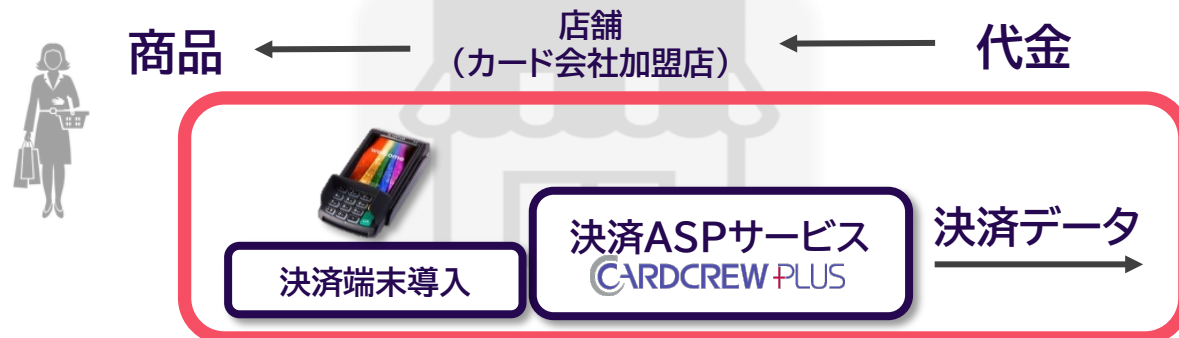 商品
店舗
(カード会社加盟店)
代金
welcome
決済端末導入
決済ASPサービス
CARDCREW PLUS
決済データ